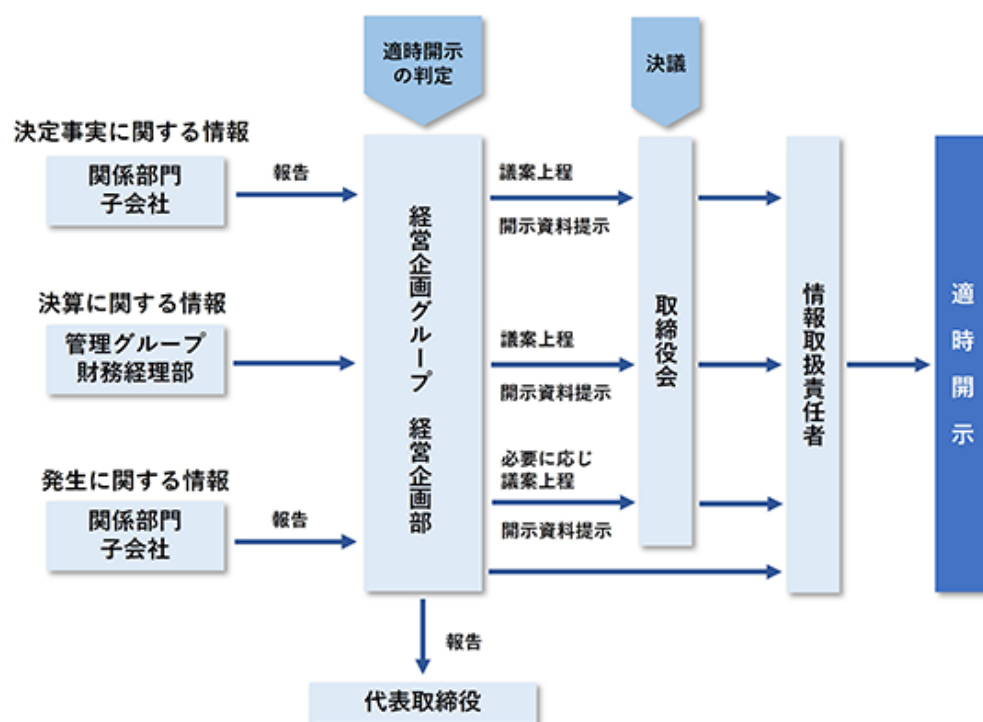 適時開示
の判定
決議
決定事実に関する情報
関係部門
子会社
報告
決算に関する情報
管理グループ
財務経理部
発生に関する情報
関係部門
子会社
報告
経営企画グループ　経営企画部
議案上程
開示資料提示
議案上程
開示資料提示
必要に応じ
議案上程
開示資料提示
取締役会
情報取扱責任者
適時開示
報告
代表取締役